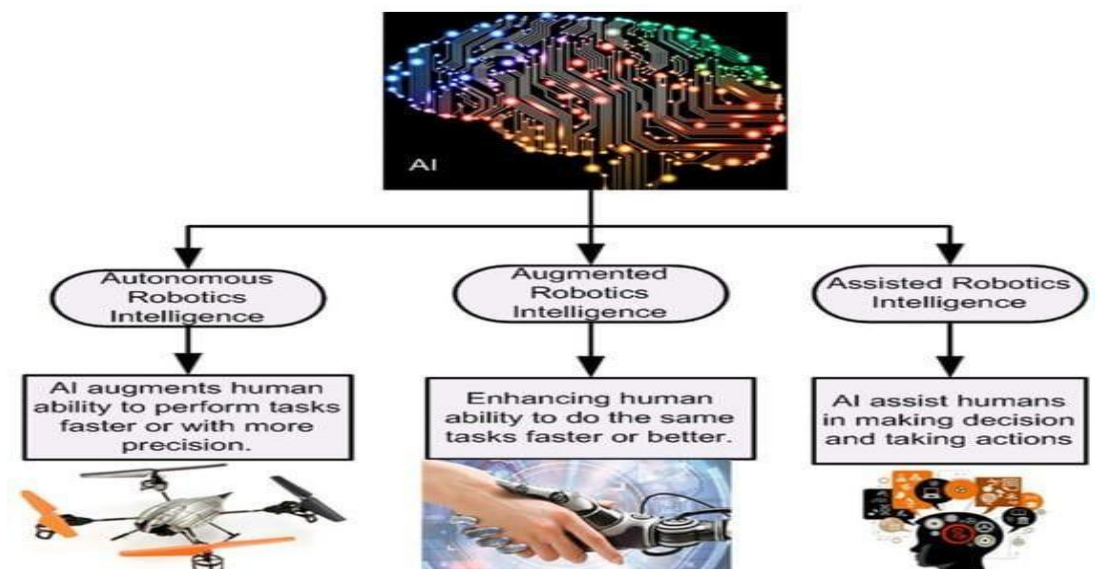 AI
Autonomous
Robotics
Intelligence
Augmented
Robotics
Intelligence
Assisted Robotics
Intelligence
AI augments human
ability to perform tasks
faster or with more
precision.
Enhancing human
ability to do the same
tasks faster or better.
AI assist humans
in making decision
and taking actions